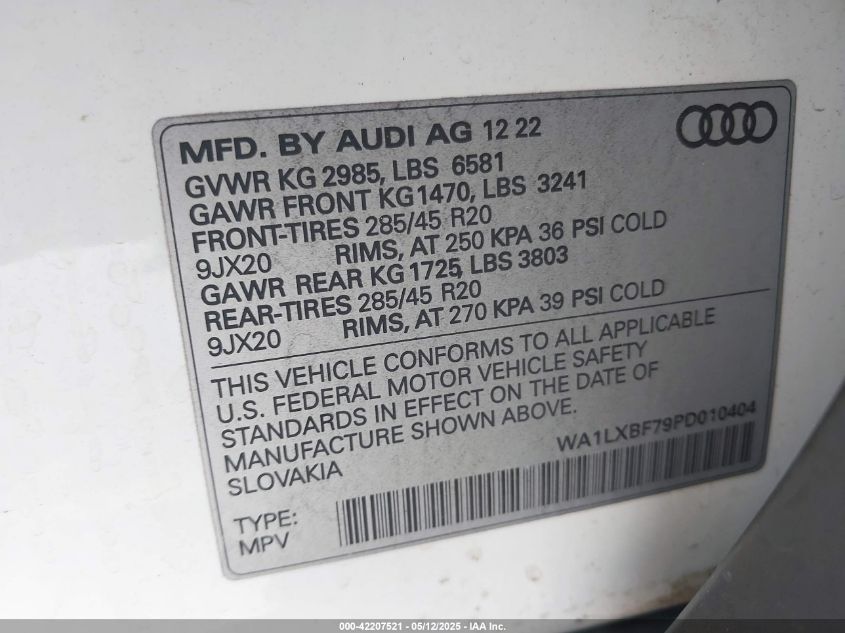 MFD. BY AUDI AG 12 22
GVWR KG 2985, LBS 6581
GAWR FRONT KG 1470, LBS 3241
FRONT-TIRES 285/45 R20
9JX20 RIMS, AT 250 KPA 36 PSI COLD
GAWR REAR KG 1725, LBS 3803
REAR-TIRES 285/45 R20
9JX20 RIMS, AT 270 KPA 39 PSI COLD
THIS VEHICLE CONFORMS TO ALL APPLICABLE
U.S. FEDERAL MOTOR VEHICLE SAFETY
STANDARDS IN EFFECT ON THE DATE OF
MANUFACTURE SHOWN ABOVE.
SLOVAKIA
WA1LXBF79PD010404
TYPE:
MPV
000-42207521 - 05/12/2025 - IAA Inc.